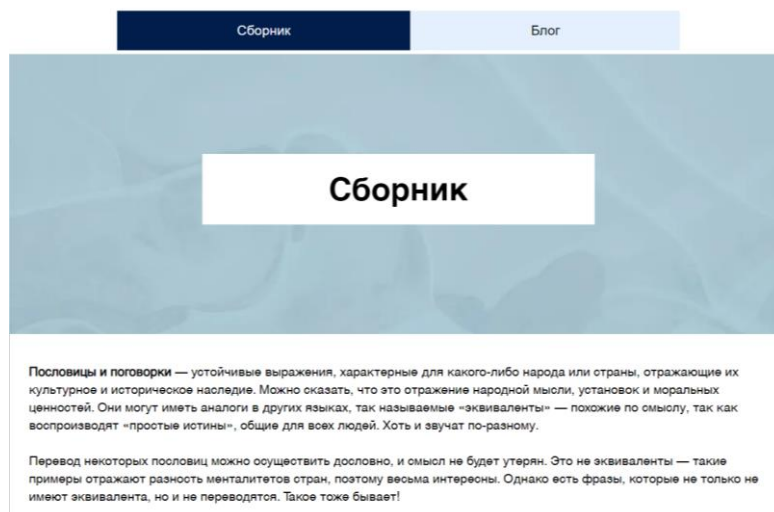 Сборник
Блог
Сборник
Пословицы и поговорки — устойчивые выражения, характерные для какого-либо народа или страны, отражающие их
культурное и историческое наследие. Можно сказать, что это отражение народной мысли, установок и моральных
ценностей. Они могут иметь аналоги в других языках, так называемые «эквиваленты» — похожие по смыслу, так как
воспроизводят «простые истины», общие для всех людей. Хоть и звучат по-разному.
Перевод некоторых пословиц можно осуществить дословно, и смысл не будет утерян. Это не эквиваленты — такие
примеры отражают разность менталитетов стран, поэтому весьма интересны. Однако есть фразы, которые не только не
имеют эквивалента, но и не переводятся. Такое тоже бывает!